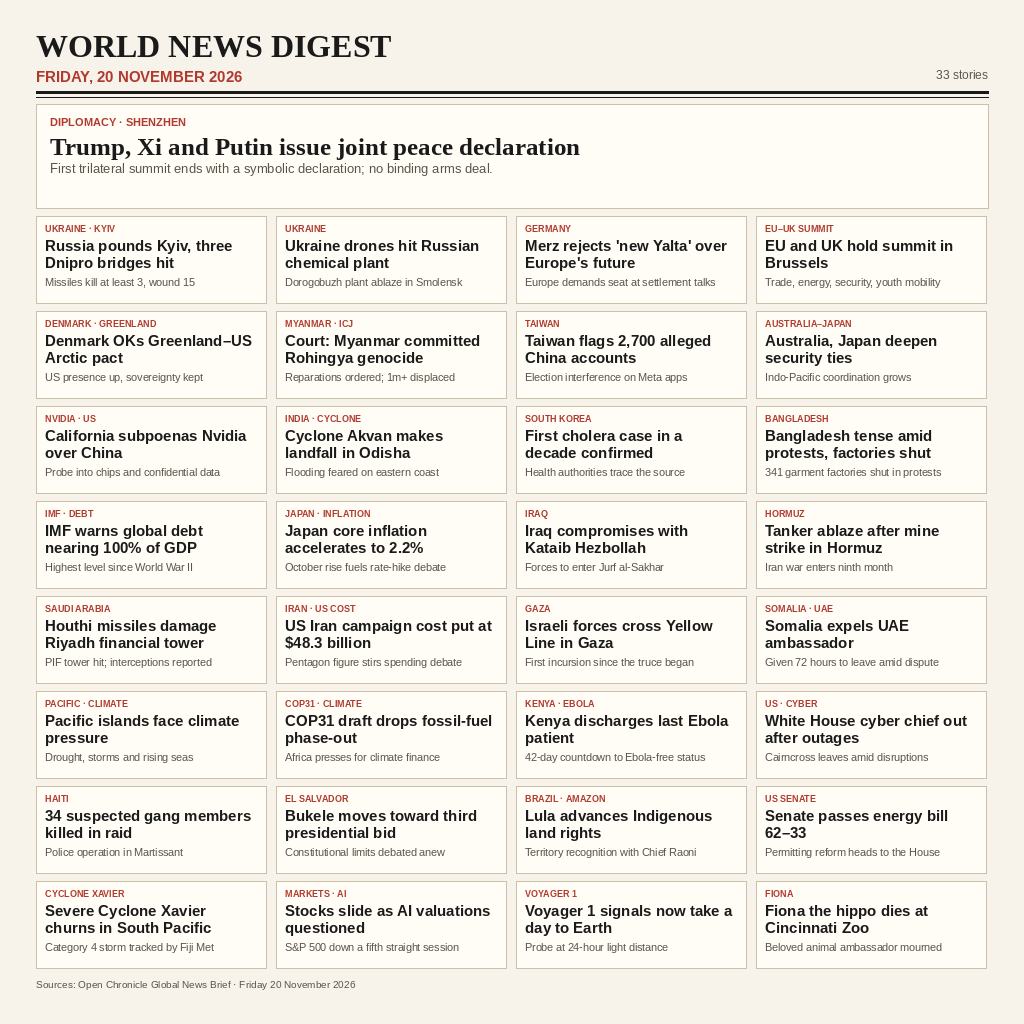 WORLD NEWS DIGEST
FRIDAY, 20 NOVEMBER 2026
33 stories
DIPLOMACY · SHENZHEN
Trump, Xi and Putin issue joint peace declaration
First trilateral summit ends with a symbolic declaration; no binding arms deal.
UKRAINE · KYIV
Russia pounds Kyiv, three
Dnipro bridges hit
Missiles kill at least 3, wound 15
UKRAINE
Ukraine drones hit Russian
chemical plant
Dorogobuzh plant ablaze in Smolensk
GERMANY
Merz rejects 'new Yalta' over
Europe's future
Europe demands seat at settlement talks
EU–UK SUMMIT
EU and UK hold summit in
Brussels
Trade, energy, security, youth mobility
DENMARK · GREENLAND
Denmark OKs Greenland–US
Arctic pact
US presence up, sovereignty kept
MYANMAR · ICJ
Court: Myanmar committed
Rohingya genocide
Reparations ordered; 1m+ displaced
TAIWAN
Taiwan flags 2,700 alleged
China accounts
Election interference on Meta apps
AUSTRALIA–JAPAN
Australia, Japan deepen
security ties
Indo-Pacific coordination grows
NVIDIA · US
California subpoenas Nvidia
over China
Probe into chips and confidential data
INDIA · CYCLONE
Cyclone Akvan makes
landfall in Odisha
Flooding feared on eastern coast
SOUTH KOREA
First cholera case in a
decade confirmed
Health authorities trace the source
BANGLADESH
Bangladesh tense amid
protests, factories shut
341 garment factories shut in protests
IMF · DEBT
IMF warns global debt
nearing 100% of GDP
Highest level since World War II
JAPAN · INFLATION
Japan core inflation
accelerates to 2.2%
October rise fuels rate-hike debate
IRAQ
Iraq compromises with
Kataib Hezbollah
Forces to enter Jurf al-Sakhar
HORMUZ
Tanker ablaze after mine
strike in Hormuz
Iran war enters ninth month
SAUDI ARABIA
Houthi missiles damage
Riyadh financial tower
PIF tower hit; interceptions reported
IRAN · US COST
US Iran campaign cost put at
$48.3 billion
Pentagon figure stirs spending debate
GAZA
Israeli forces cross Yellow
Line in Gaza
First incursion since the truce began
SOMALIA · UAE
Somalia expels UAE
ambassador
Given 72 hours to leave amid dispute
PACIFIC · CLIMATE
Pacific islands face climate
pressure
Drought, storms and rising seas
COP31 · CLIMATE
COP31 draft drops fossil-fuel
phase-out
Africa presses for climate finance
KENYA · EBOLA
Kenya discharges last Ebola
patient
42-day countdown to Ebola-free status
US · CYBER
White House cyber chief out
after outages
Cairncross leaves amid disruptions
HAITI
34 suspected gang members
killed in raid
Police operation in Martissant
EL SALVADOR
Bukele moves toward third
presidential bid
Constitutional limits debated anew
BRAZIL · AMAZON
Lula advances Indigenous
land rights
Territory recognition with Chief Raoni
US SENATE
Senate passes energy bill
62–33
Permitting reform heads to the House
CYCLONE XAVIER
Severe Cyclone Xavier
churns in South Pacific
Category 4 storm tracked by Fiji Met
MARKETS · AI
Stocks slide as AI valuations
questioned
S&P 500 down a fifth straight session
VOYAGER 1
Voyager 1 signals now take a
day to Earth
Probe at 24-hour light distance
FIONA
Fiona the hippo dies at
Cincinnati Zoo
Beloved animal ambassador mourned
Sources: Open Chronicle Global News Brief · Friday 20 November 2026